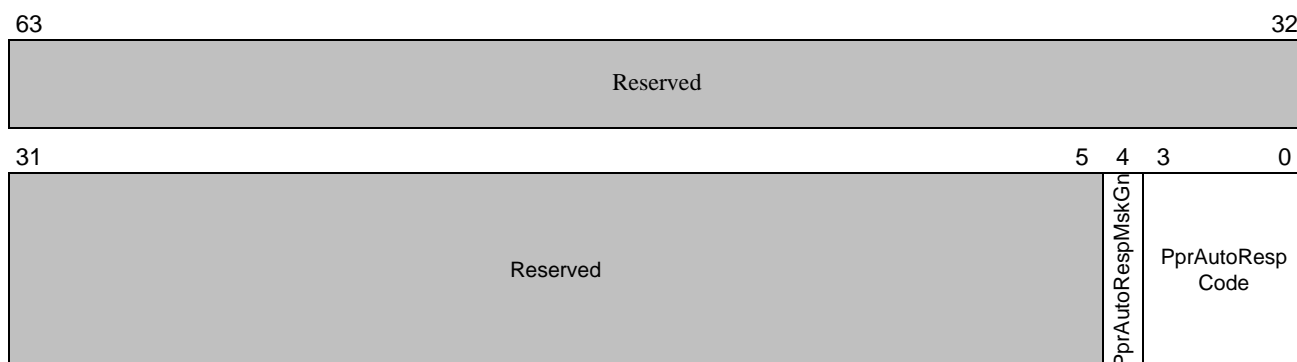 63 32
Reserved
31 5 4 3 0
Reserved
PprAutoRespMskGn
PprAutoResp
Code